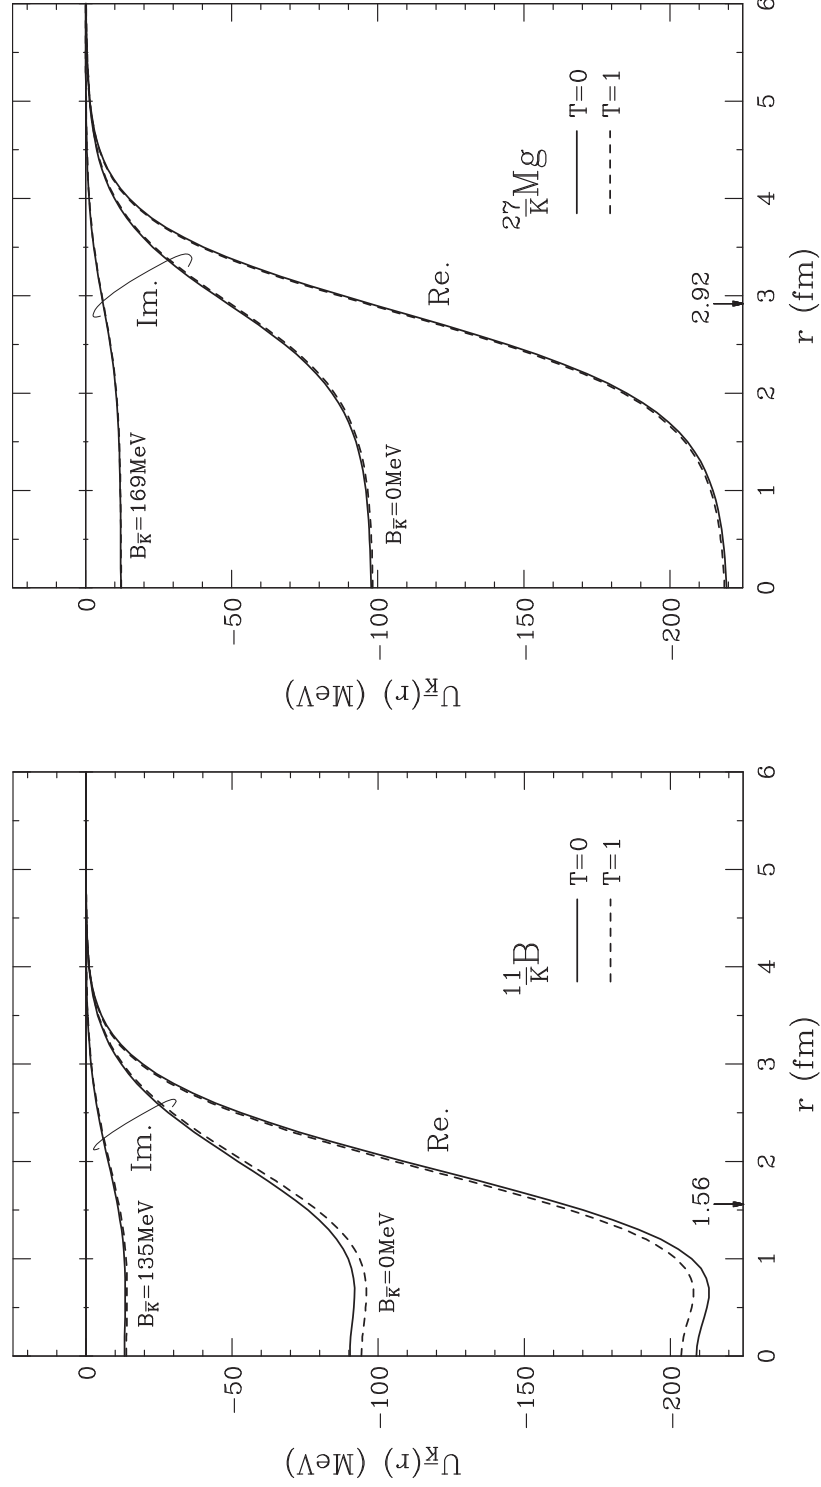 U_K̅(r) (MeV)
0
−50
−100
−150
−200
0
1
2
3
4
5
6
r (fm)
B_K̅=135MeV
Im.
B_K̅=0MeV
Re.
1.56
¹¹_K̅B
T=0
T=1
U_K̅(r) (MeV)
0
−50
−100
−150
−200
0
1
2
3
4
5
6
r (fm)
B_K̅=169MeV
Im.
B_K̅=0MeV
Re.
2.92
²⁷_K̅Mg
T=0
T=1